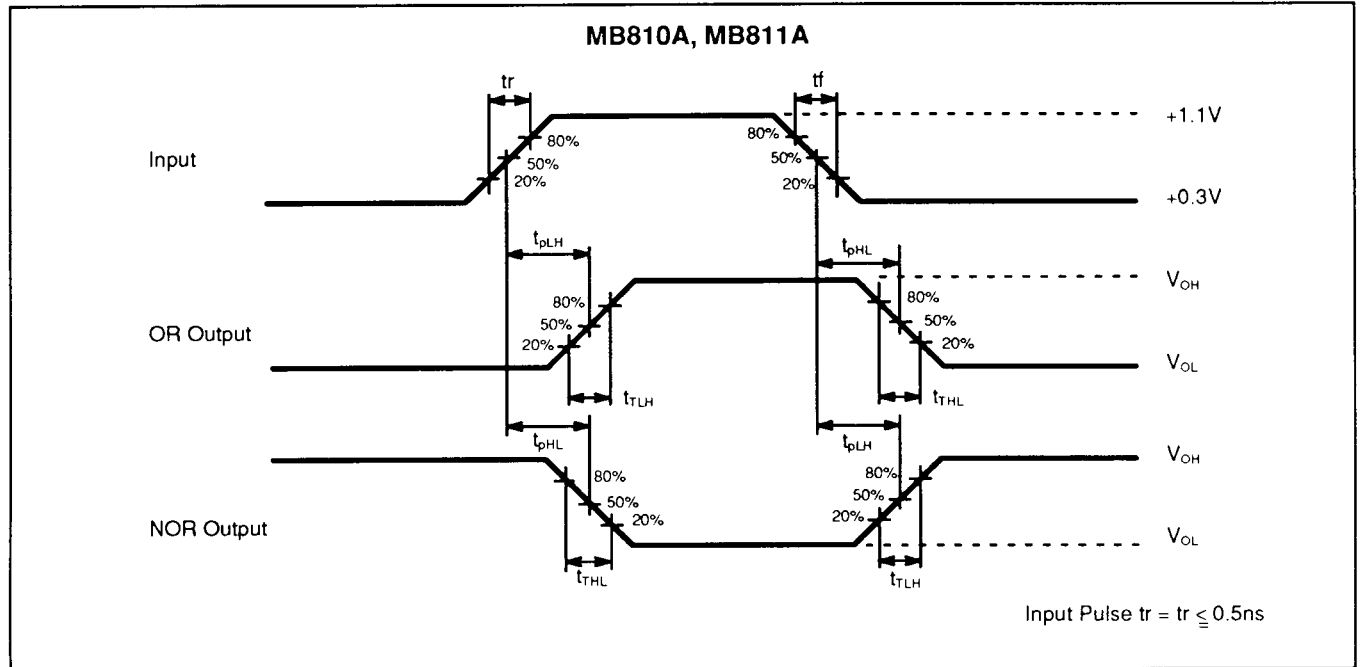 MB810A, MB811A
tr
tf
+1.1V
80%
80%
Input
50%
50%
20%
20%
+0.3V
tpLH
tpHL
VOH
80%
80%
OR Output
50%
50%
20%
20%
VOL
tTLH
tTHL
tpHL
tpLH
VOH
80%
80%
50%
50%
NOR Output
20%
20%
VOL
tTHL
tTLH
Input Pulse tr = tr ≦ 0.5ns